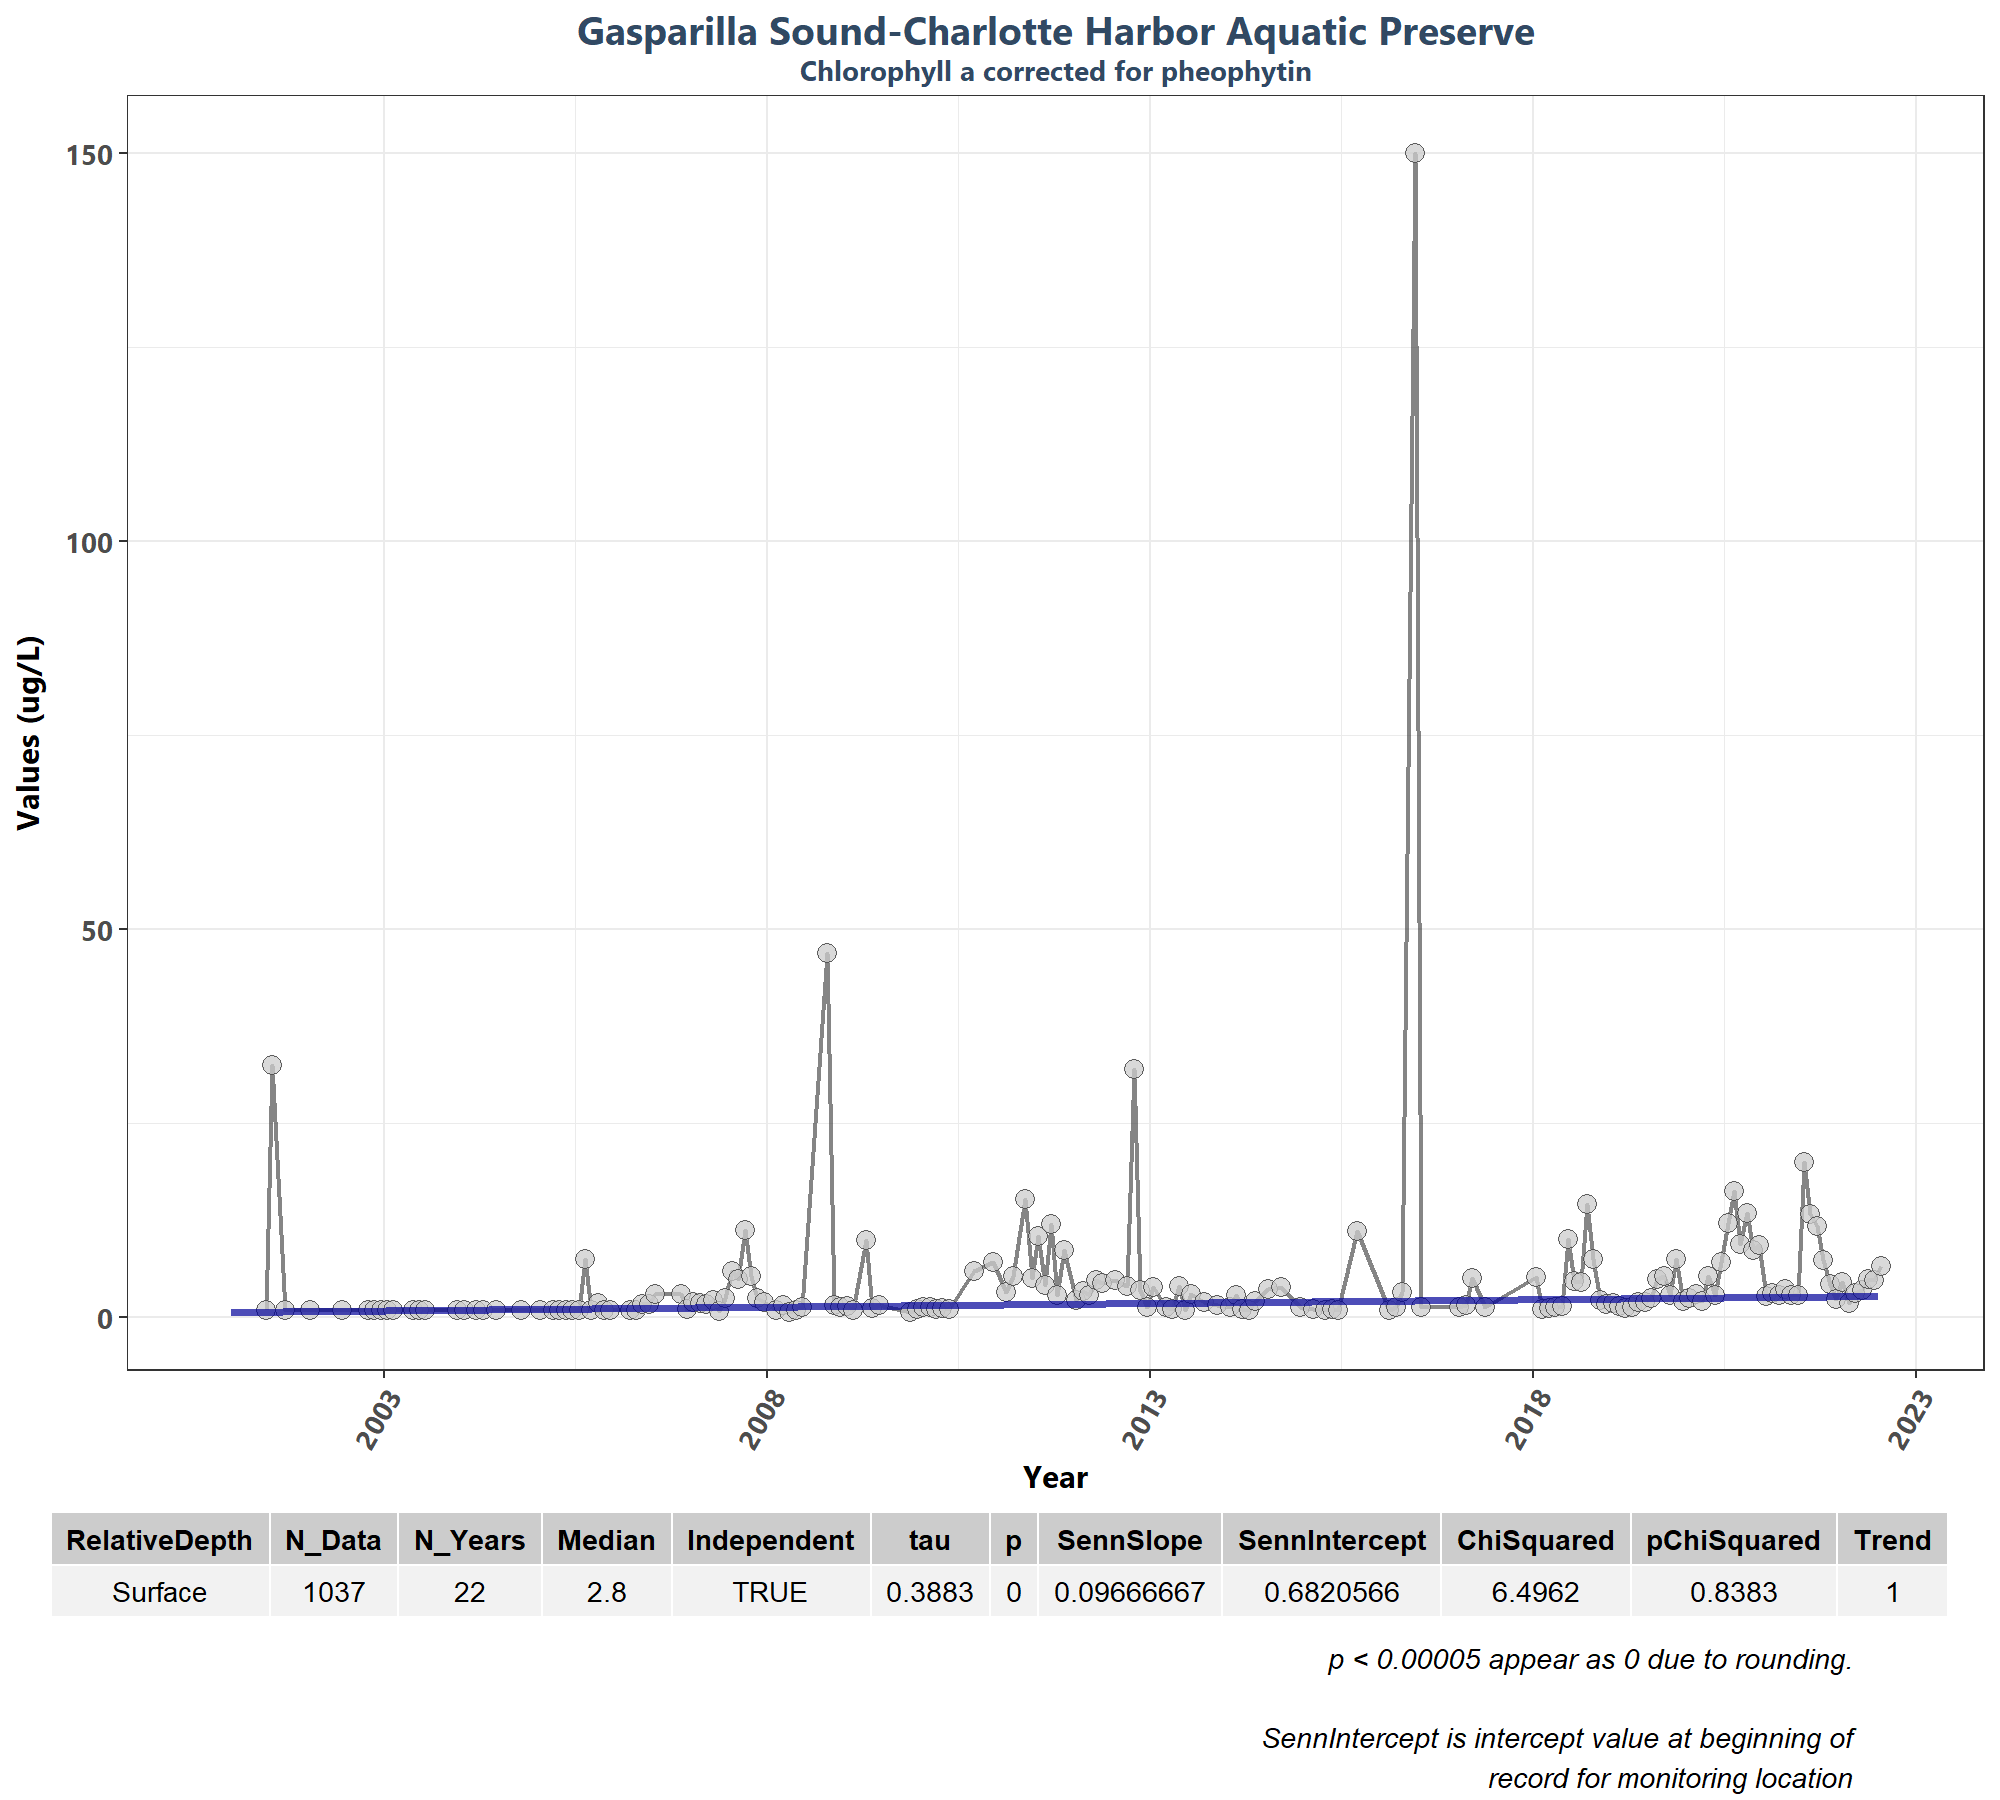 Gasparilla Sound-Charlotte Harbor Aquatic Preserve
Chlorophyll a corrected for pheophytin
Values (ug/L)
150
100
50
0
2003 2008 2013 2018 2023
Year
RelativeDepth N_Data N_Years Median Independent tau p SennSlope SennIntercept ChiSquared pChiSquared Trend
Surface 1037 22 2.8 TRUE 0.3883 0 0.09666667 0.6820566 6.4962 0.8383 1
p < 0.00005 appear as 0 due to rounding.
SennIntercept is intercept value at beginning of
record for monitoring location